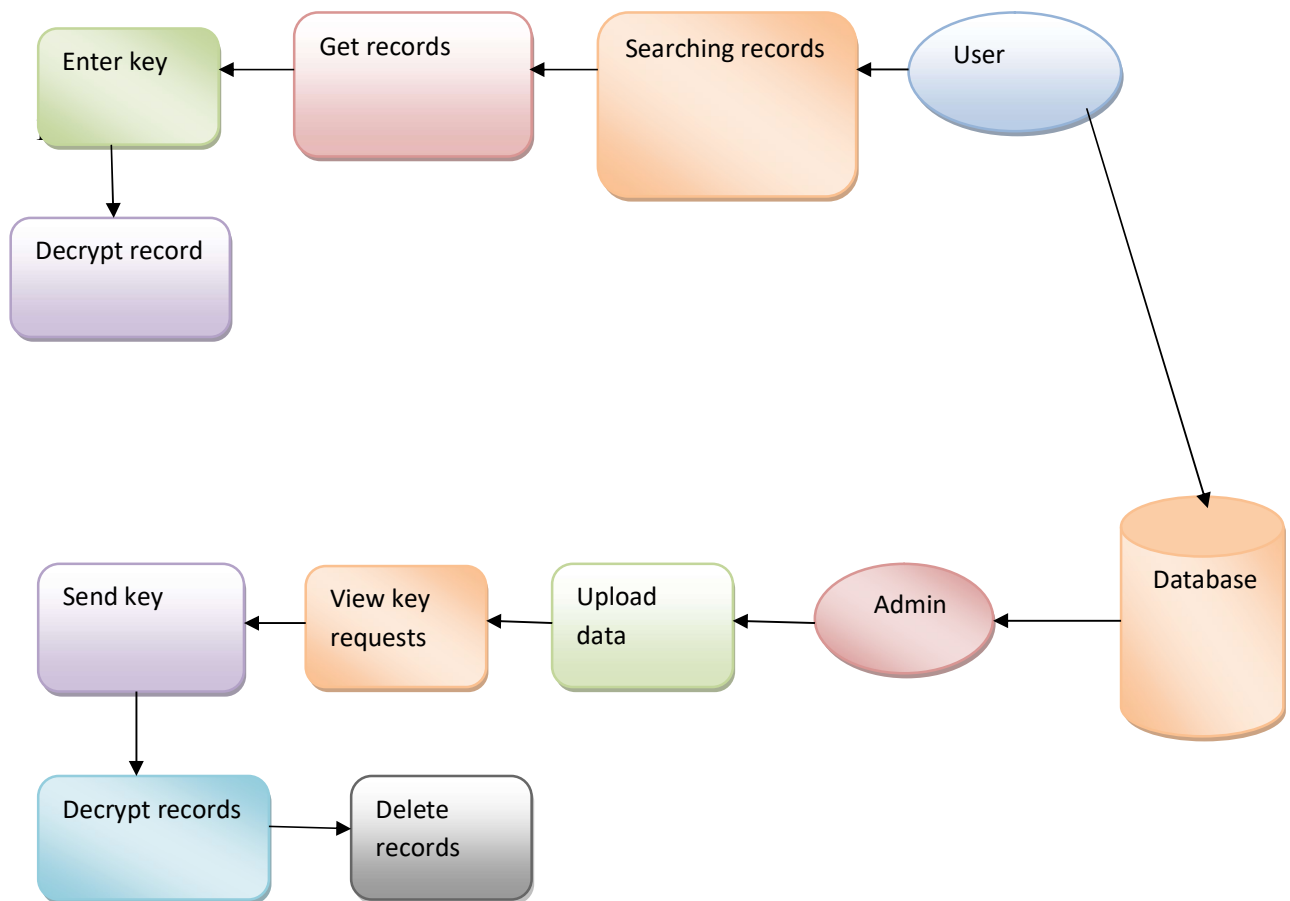 Enter key
Get records
Searching records
User
Decrypt record
Database
Send key
View key
requests
Upload
data
Admin
Decrypt records
Delete
records